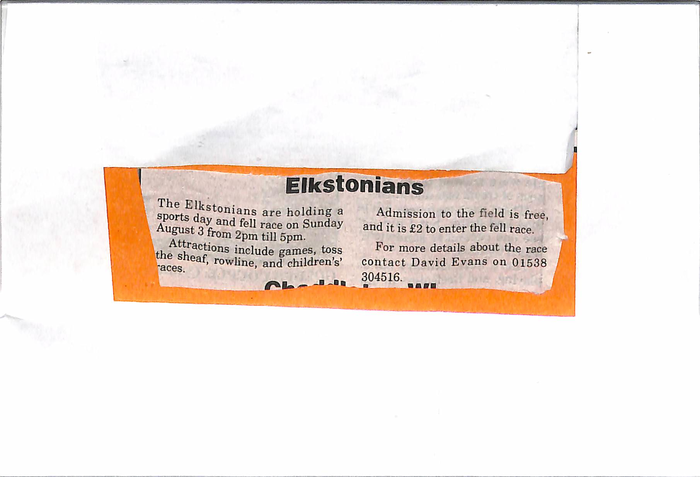 Elkstonians
The Elkstonians are holding a
sports day and fell race on Sunday
August 3 from 2pm till 5pm.
Attractions include games, toss
the sheaf, rowline, and children's'
races.
Admission to the field is free,
and it is £2 to enter the fell race.
For more details about the race
contact David Evans on 01538
304516.